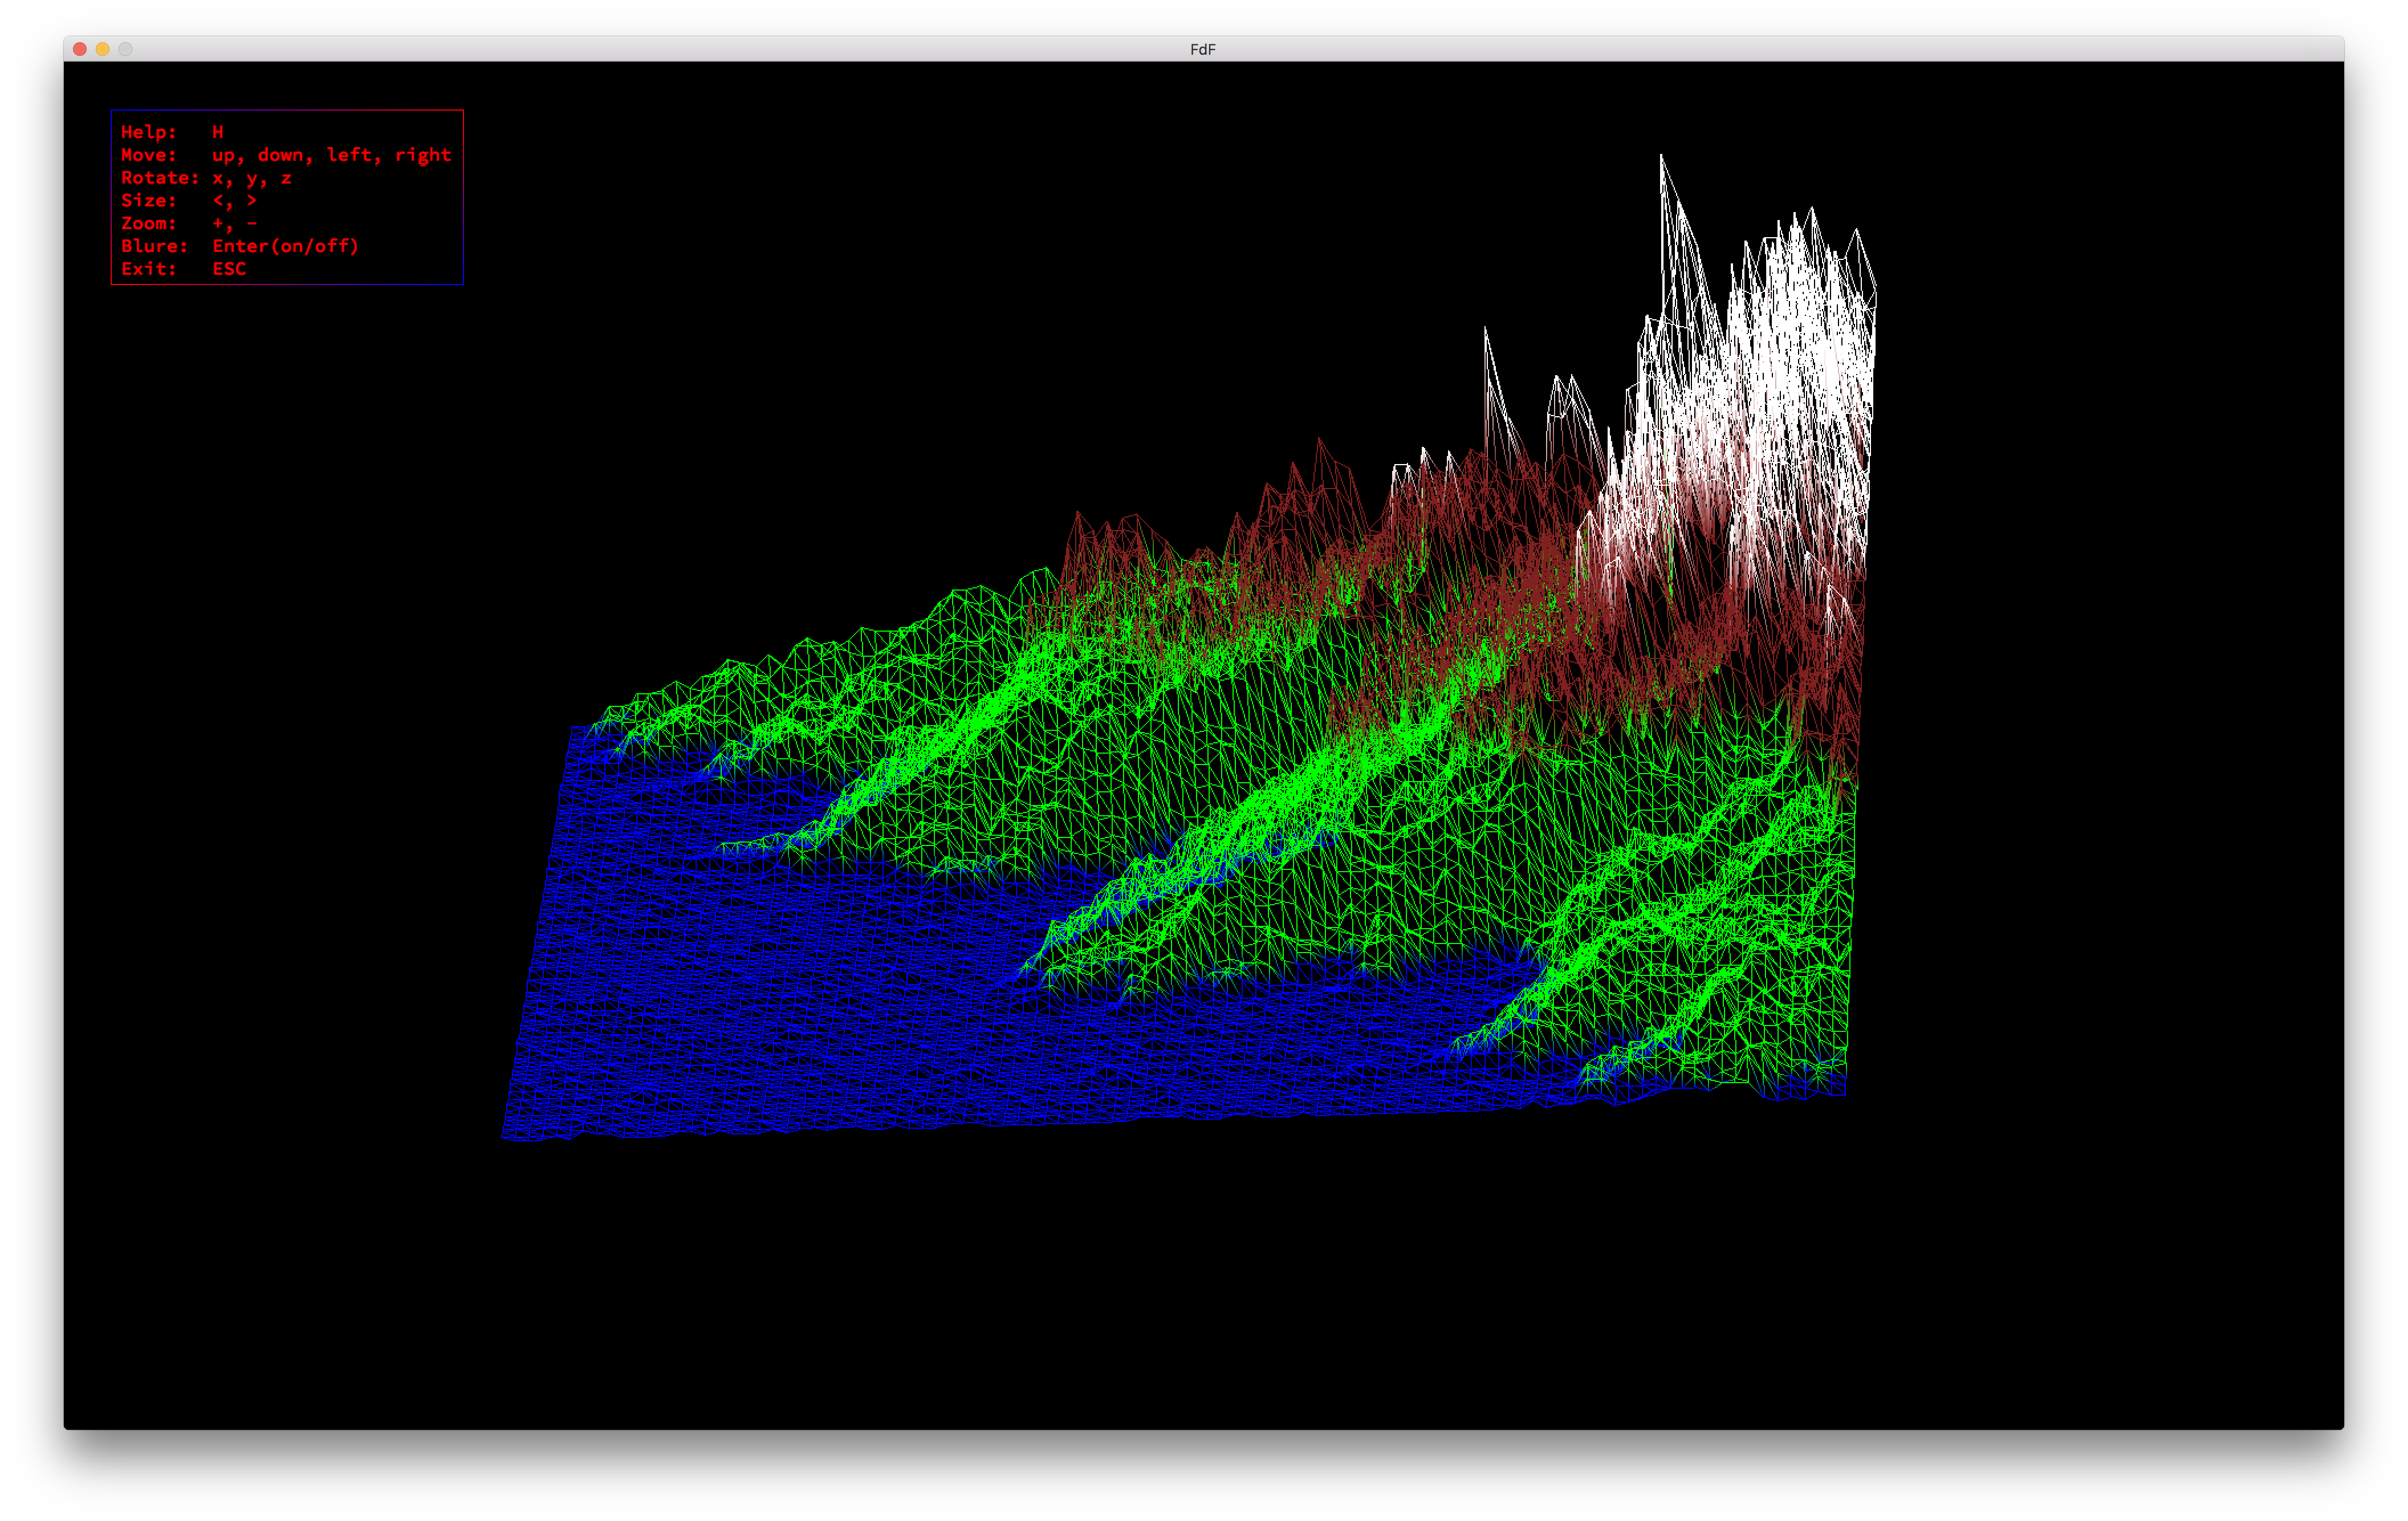 FdF
Help: H
Move: up, down, left, right
Rotate: x, y, z
Size: <, >
Zoom: +, -
Blure: Enter(on/off)
Exit: ESC